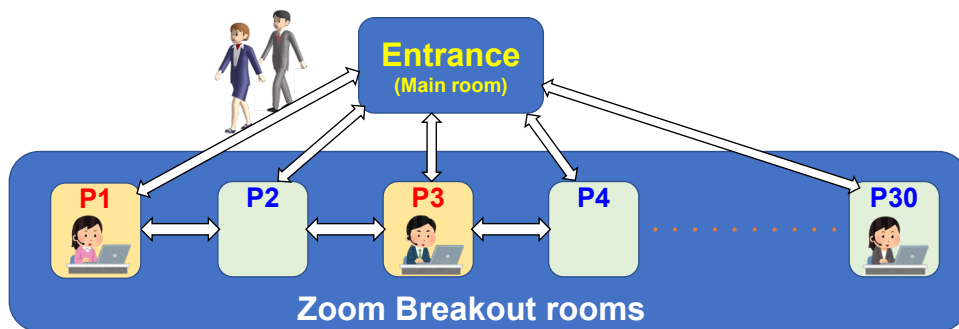 Entrance
(Main room)
P1
P2
P3
P4
P30
Zoom Breakout rooms